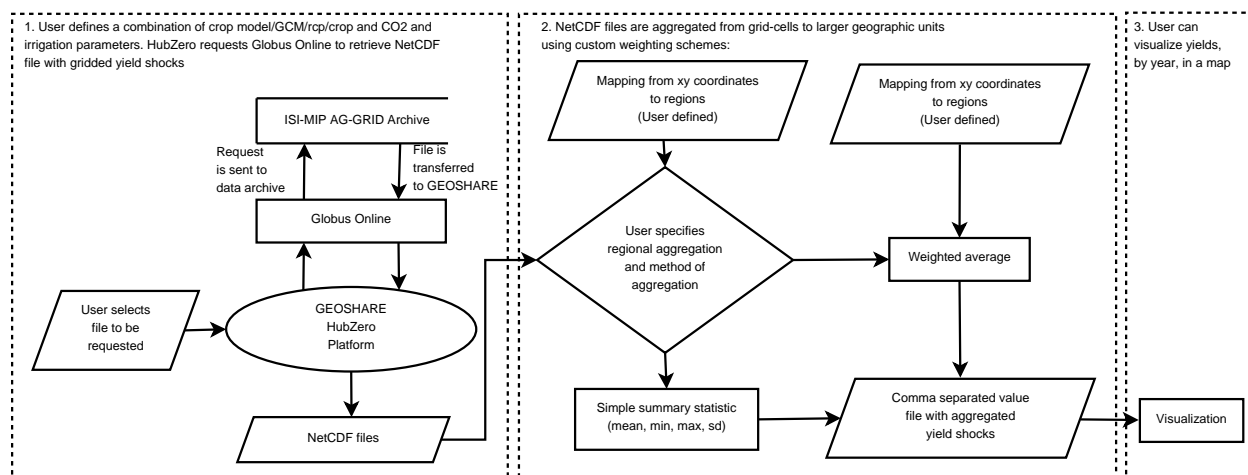 1. User defines a combination of crop model/GCM/rcp/crop and CO2 and
irrigation parameters. HubZero requests Globus Online to retrieve NetCDF
file with gridded yield shocks
ISI-MIP AG-GRID Archive
Request
is sent to
data archive
File is
transferred
to GEOSHARE
Globus Online
User selects
file to be
requested
GEOSHARE
HubZero
Platform
NetCDF files
2. NetCDF files are aggregated from grid-cells to larger geographic units
using custom weighting schemes:
Mapping from xy coordinates
to regions
(User defined)
Mapping from xy coordinates
to regions
(User defined)
User specifies
regional aggregation
and method of
aggregation
Weighted average
Simple summary statistic
(mean, min, max, sd)
Comma separated value
file with aggregated
yield shocks
3. User can
visualize yields,
by year, in a map
Visualization